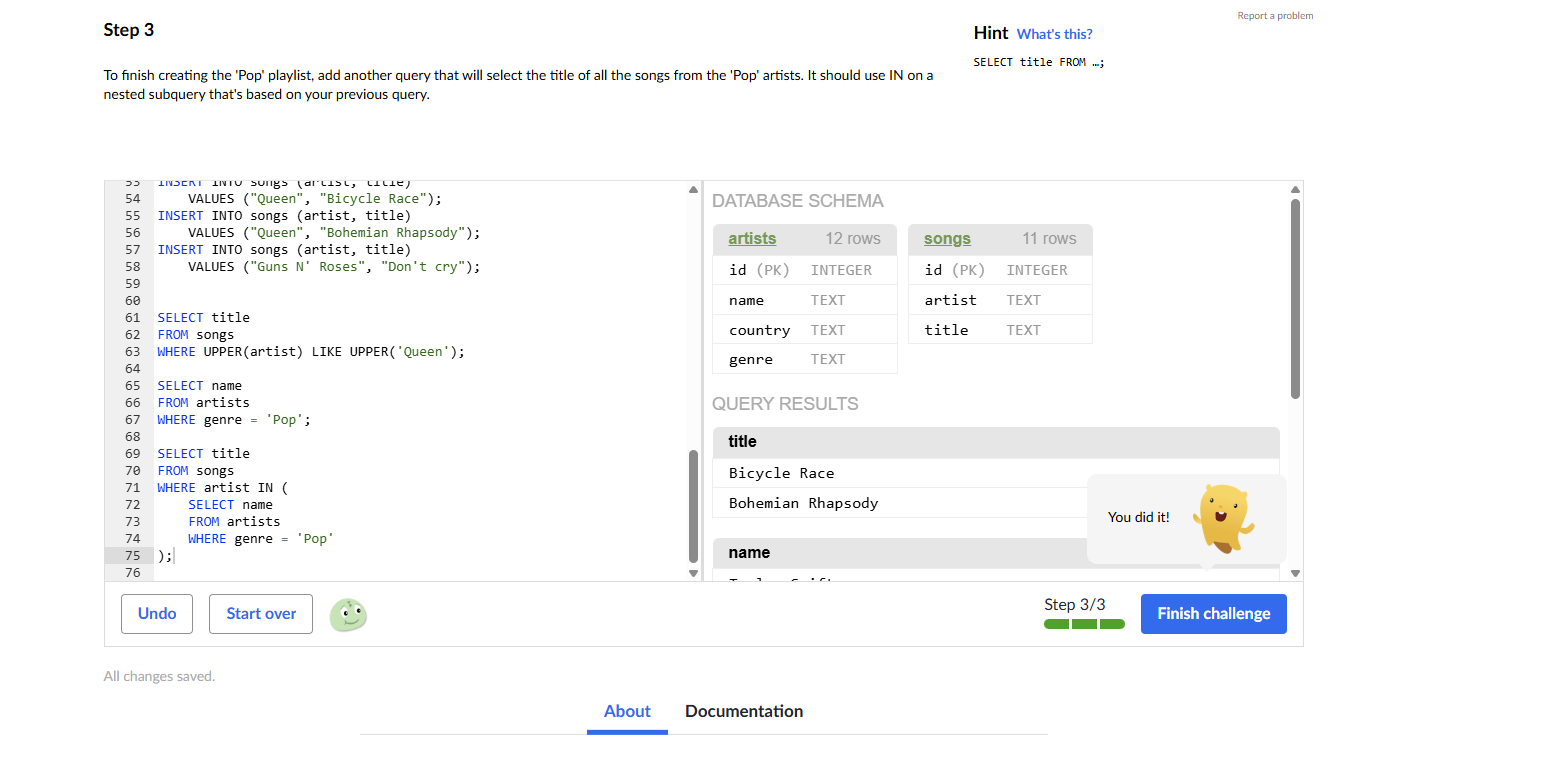 Report a problem
Step 3
Hint What's this?
SELECT title FROM …;
To finish creating the 'Pop' playlist, add another query that will select the title of all the songs from the 'Pop' artists. It should use IN on a
nested subquery that's based on your previous query.
53 INSERT INTO songs (artist, title)
54 VALUES ("Queen", "Bicycle Race");
55 INSERT INTO songs (artist, title)
56 VALUES ("Queen", "Bohemian Rhapsody");
57 INSERT INTO songs (artist, title)
58 VALUES ("Guns N' Roses", "Don't cry");
59
60
61 SELECT title
62 FROM songs
63 WHERE UPPER(artist) LIKE UPPER('Queen');
64
65 SELECT name
66 FROM artists
67 WHERE genre = 'Pop';
68
69 SELECT title
70 FROM songs
71 WHERE artist IN (
72 SELECT name
73 FROM artists
74 WHERE genre = 'Pop'
75 );
76
DATABASE SCHEMA
artists 12 rows
id (PK) INTEGER
name TEXT
country TEXT
genre TEXT
songs 11 rows
id (PK) INTEGER
artist TEXT
title TEXT
QUERY RESULTS
title
Bicycle Race
Bohemian Rhapsody
name
You did it!
Undo
Start over
Step 3/3
Finish challenge
All changes saved.
About
Documentation